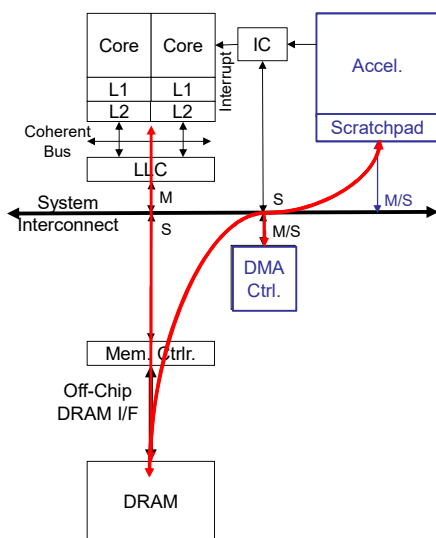 Core
Core
IC
Accel.
Interrupt
L1
L1
L2
L2
Scratchpad
Coherent
Bus
LLC
M
S
M/S
System
Interconnect
S
M/S
DMA
Ctrl.
Mem. Ctrlr.
Off-Chip
DRAM I/F
DRAM